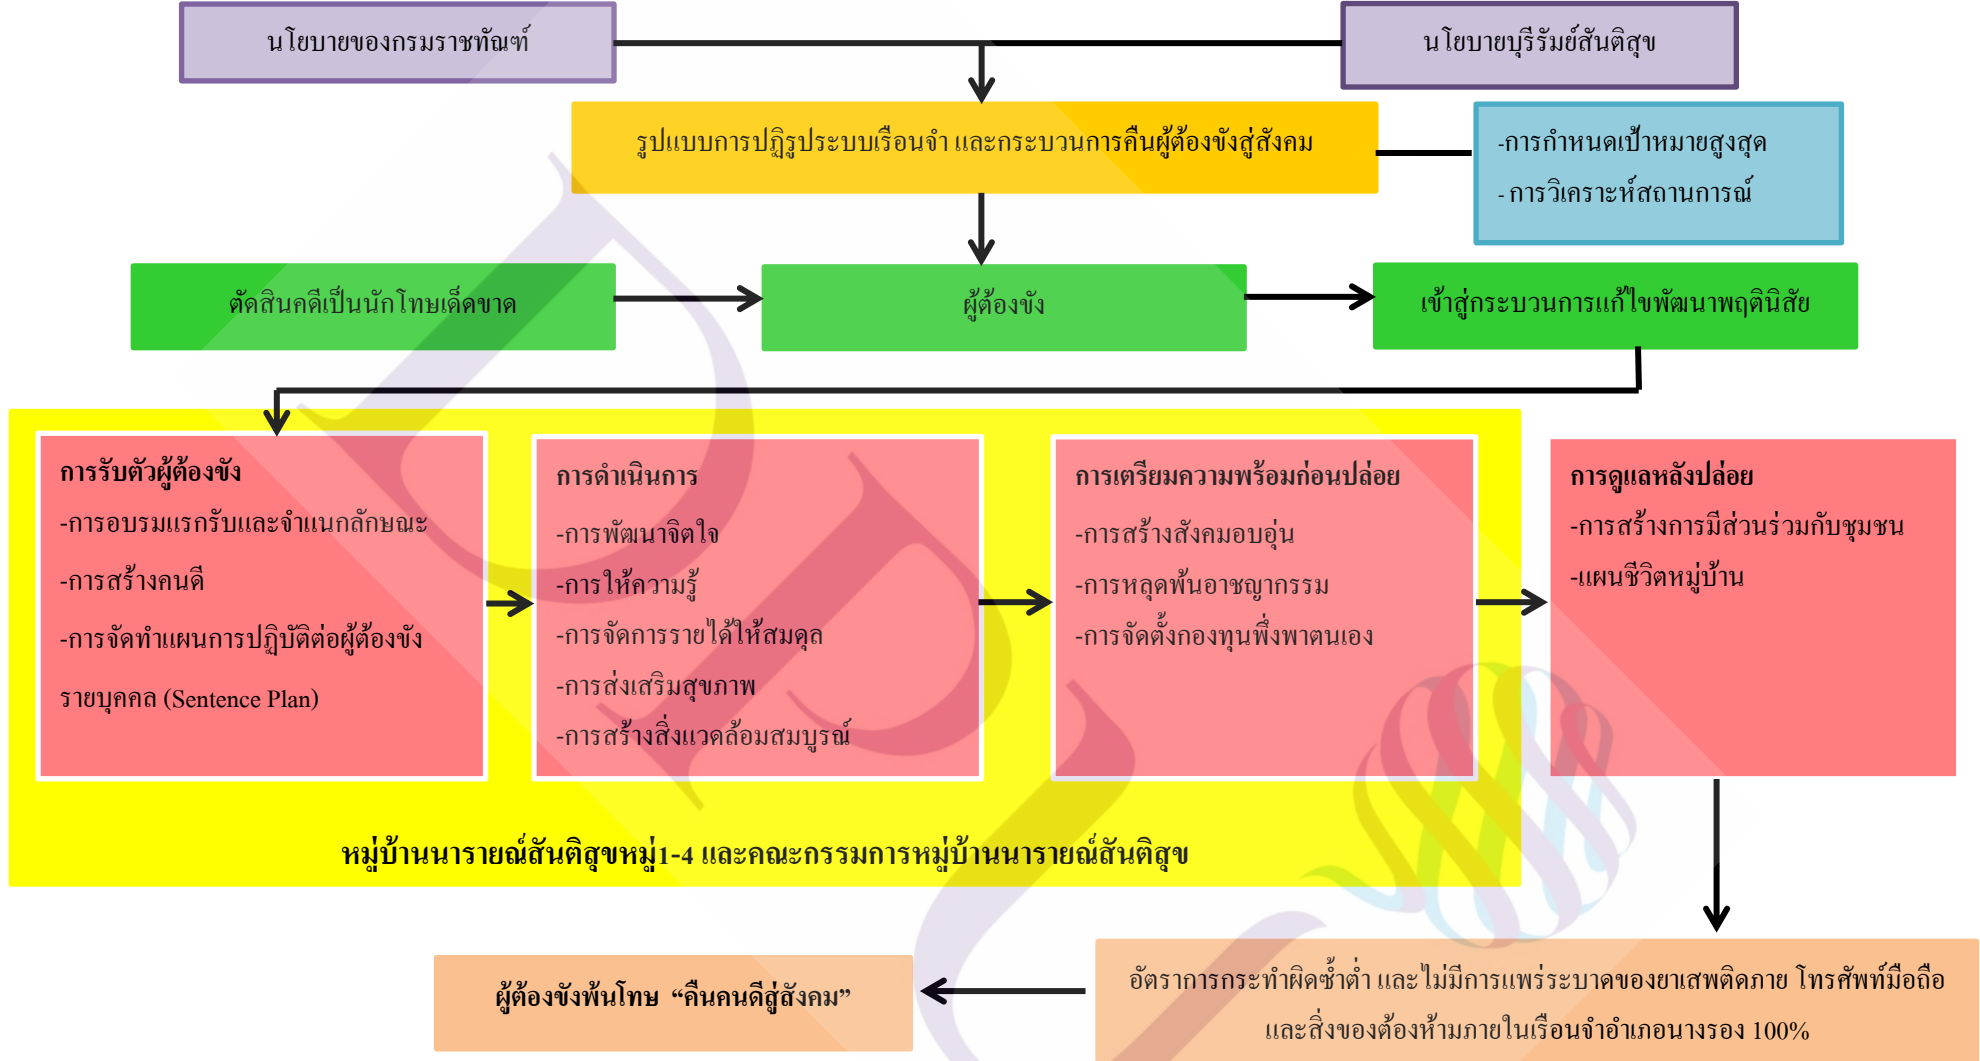 นโยบายของกรมราชทัณฑ์
นโยบายบุรีรัมย์สันติสุข
รูปแบบการปฏิรูประบบเรือนจำ และกระบวนการคืนผู้ต้องขังสู่สังคม
-การกำหนดเป้าหมายสูงสุด
- การวิเคราะห์สถานการณ์
ตัดสินคดีเป็นนักโทษเด็ดขาด
ผู้ต้องขัง
เข้าสู่กระบวนการแก้ไขพัฒนาพฤตินิสัย
การรับตัวผู้ต้องขัง
-การอบรมแรกรับและจำแนกลักษณะ
-การสร้างคนดี
-การจัดทำแผนการปฏิบัติต่อผู้ต้องขัง
รายบุคคล (Sentence Plan)
การดำเนินการ
-การพัฒนาจิตใจ
-การให้ความรู้
-การจัดการรายได้ให้สมดุล
-การส่งเสริมสุขภาพ
-การสร้างสิ่งแวดล้อมสมบูรณ์
การเตรียมความพร้อมก่อนปล่อย
-การสร้างสังคมอบอุ่น
-การหลุดพ้นอาชญากรรม
-การจัดตั้งกองทุนพึ่งพาตนเอง
การดูแลหลังปล่อย
-การสร้างการมีส่วนร่วมกับชุมชน
-แผนชีวิตหมู่บ้าน
หมู่บ้านนารายณ์สันติสุขหมู่1-4 และคณะกรรมการหมู่บ้านนารายณ์สันติสุข
อัตราการกระทำผิดซ้ำต่ำ และไม่มีการแพร่ระบาดของยาเสพติดภาย โทรศัพท์มือถือ
และสิ่งของต้องห้ามภายในเรือนจำอำเภอนางรอง 100%
ผู้ต้องขังพ้นโทษ “คืนคนดีสู่สังคม”